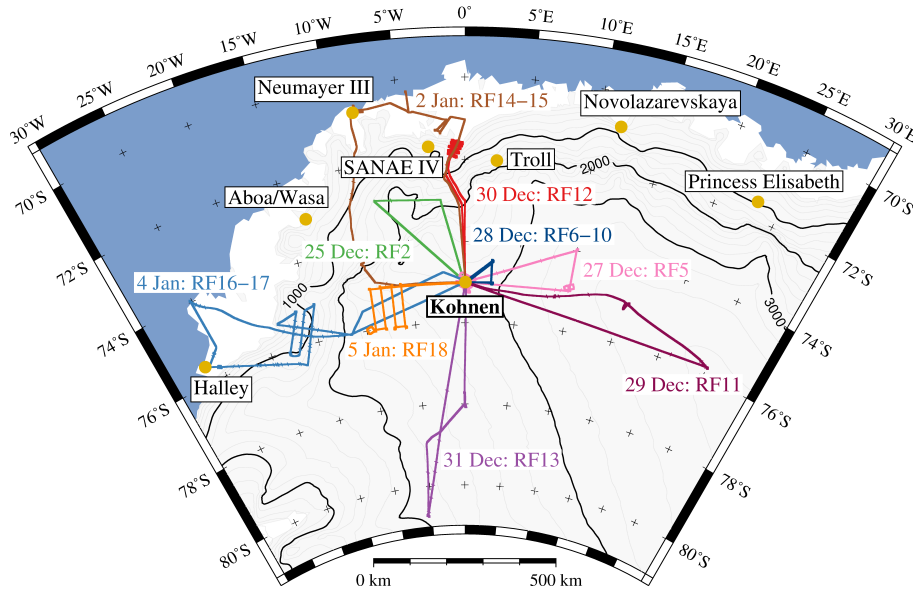 0°
5°W
5°E
10°W
10°E
15°W
15°E
20°W
20°E
25°W
25°E
30°W
30°E
Neumayer III
2 Jan: RF14−15
Novolazarevskaya
SANAE IV
Troll
2000
70°S
70°S
Princess Elisabeth
Aboa/Wasa
30 Dec: RF12
28 Dec: RF6−10
25 Dec: RF2
72°S
72°S
27 Dec: RF5
4 Jan: RF16−17
1000
Kohnen
3000
74°S
74°S
5 Jan: RF18
Halley
29 Dec: RF11
76°S
76°S
31 Dec: RF13
78°S
78°S
80°S
80°S
0 km
500 km